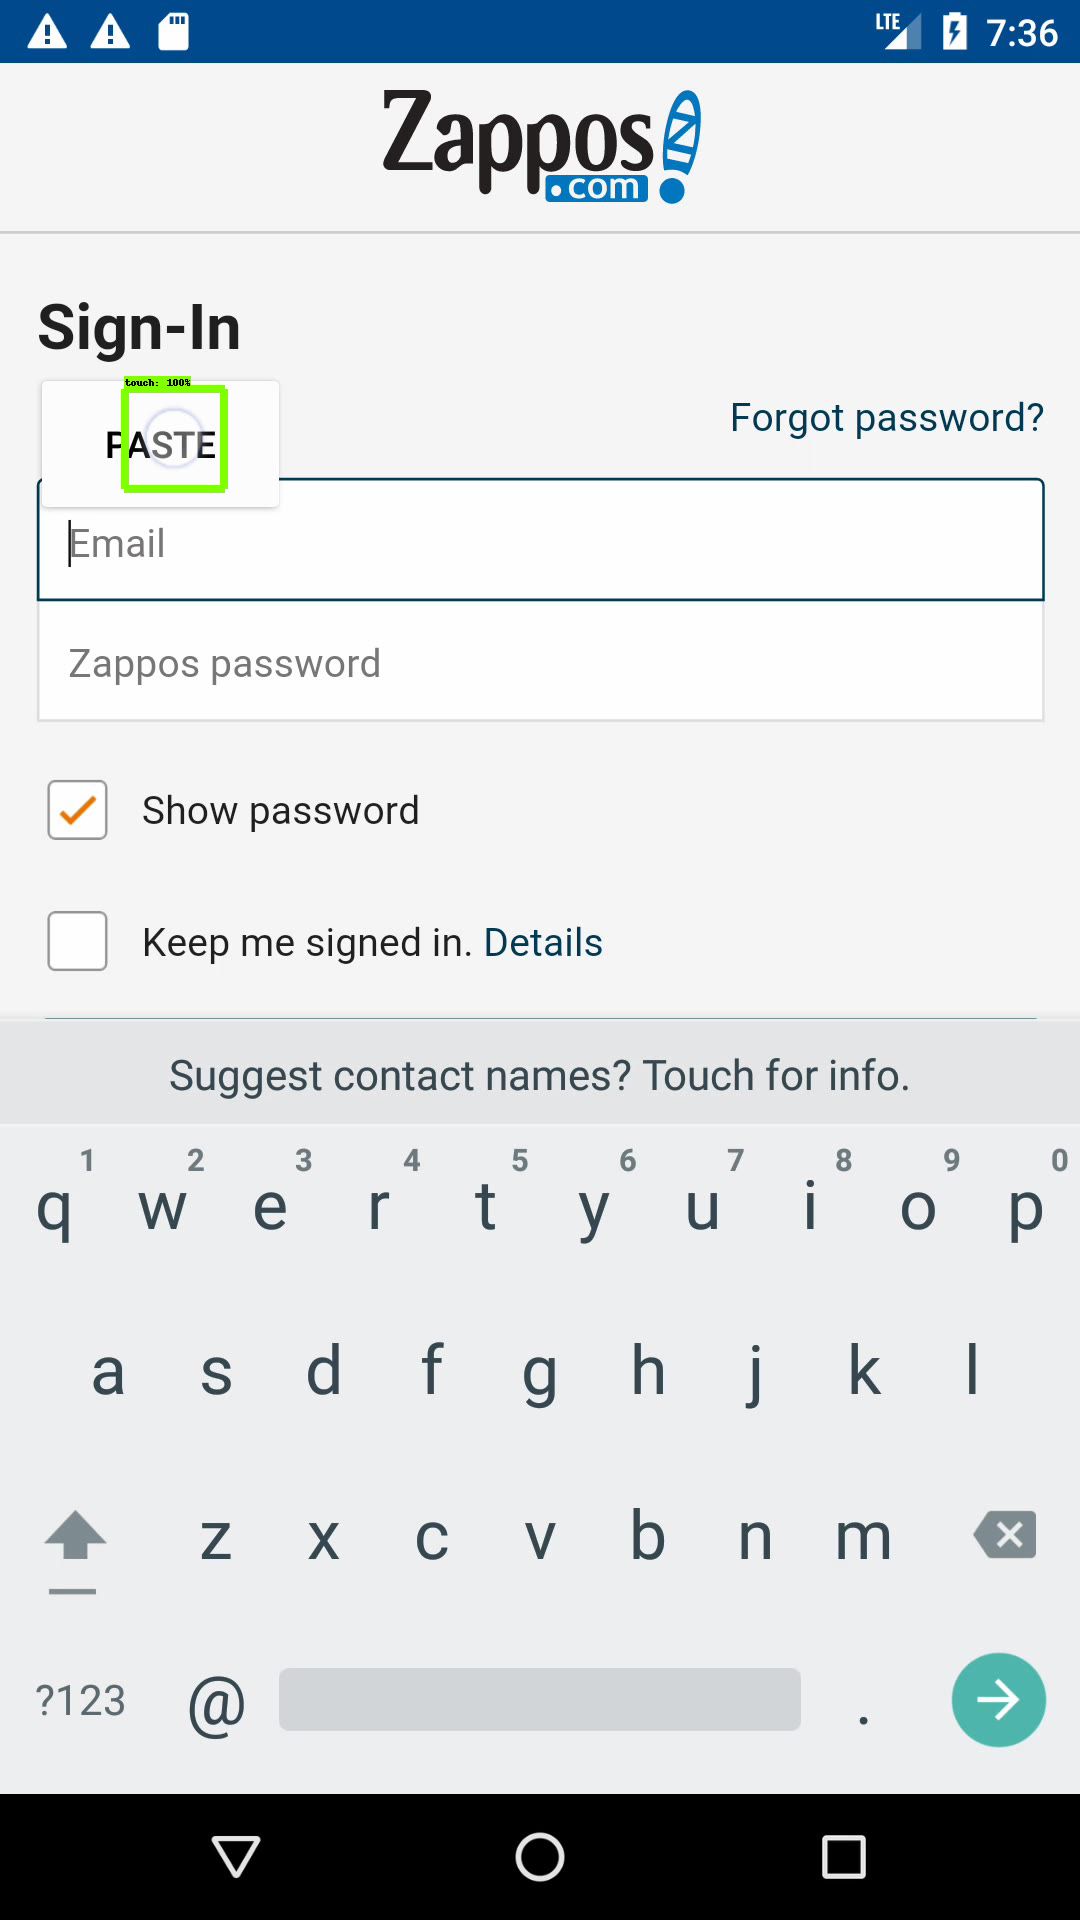 LTE 7:36
Zappos
.com
Sign-In
touch: 100%
PASTE
Forgot password?
Email
Zappos password
Show password
Keep me signed in. Details
Suggest contact names? Touch for info.
1 2 3 4 5 6 7 8 9 0
q w e r t y u i o p
a s d f g h j k l
z x c v b n m
?123 @ .